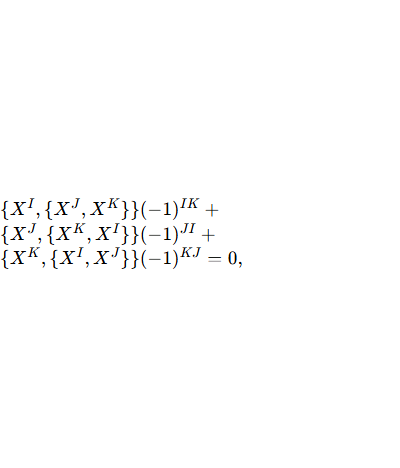 {X^I, {X^J, X^K}}(−1)^{IK} +
{X^J, {X^K, X^I}}(−1)^{JI} +
{X^K, {X^I, X^J}}(−1)^{KJ} = 0,